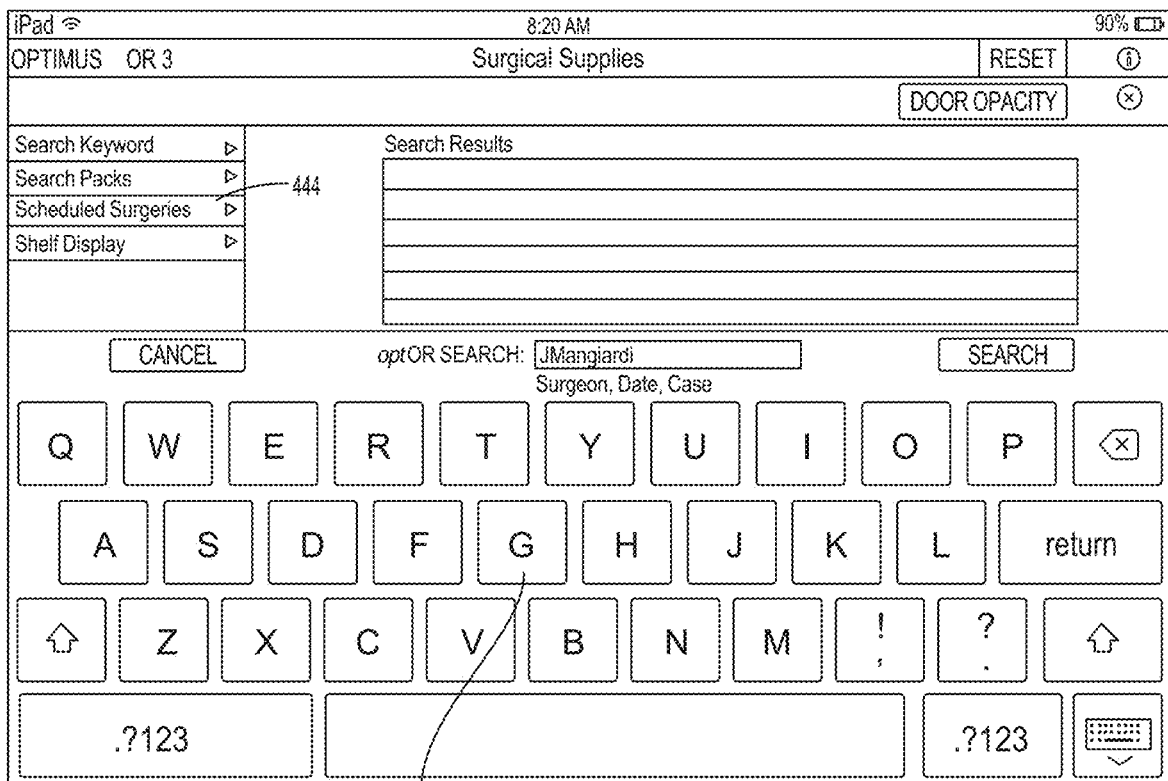 iPad 8:20 AM 90%
OPTIMUS OR 3 Surgical Supplies RESET i
DOOR OPACITY
Search Keyword Search Results
Search Packs
444
Scheduled Surgeries
Shelf Display
CANCEL optOR SEARCH: JMangiardi SEARCH
Surgeon, Date, Case
Q W E R T Y U I O P
A S D F G H J K L return
Z X C V B N M ! , ? .
.?123 .?123